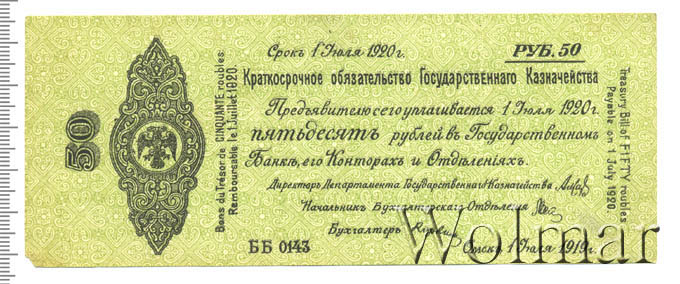 Срокъ 1 Іюля 1920 г.
РУБ. 50
Краткосрочное обязательство Государственнаго Казначейства
Предъявителю сего уплачивается 1 Іюля 1920 г.
пятьдесятъ рублей въ Государственномъ
Банкѣ, его Конторахъ и Отдѣленіяхъ.
Директоръ Департамента Государственнаго Казначейства
Начальникъ Бухгалтерскаго Отдѣленія
Бухгалтеръ
ББ 0143
Омскъ, 1 Іюля 1919 г.
50
Bons du Trésor de CINQUANTE roubles.
Remboursable le 1 Juillet 1920.
Treasury Bill of FIFTY roubles
Payable on 1 July 1920.
Wolmar